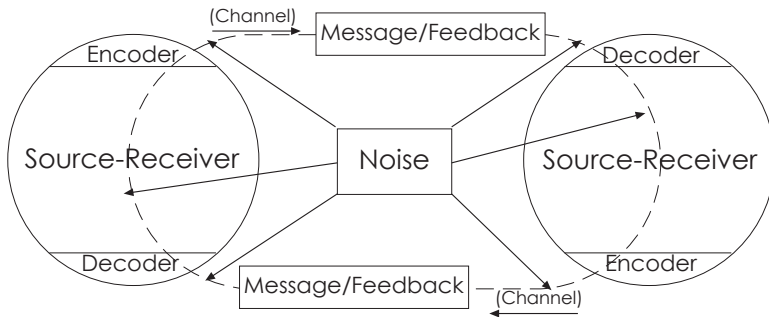 (Channel)
Message/Feedback
Encoder
Decoder
Source-Receiver
Noise
Source-Receiver
Decoder
Encoder
Message/Feedback
(Channel)